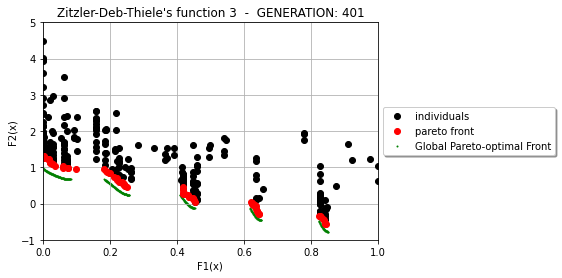 Zitzler-Deb-Thiele's function 3 - GENERATION: 401
5
4
3
2
1
0
-1
F2(x)
0.0 0.2 0.4 0.6 0.8 1.0
F1(x)
individuals
pareto front
Global Pareto-optimal Front